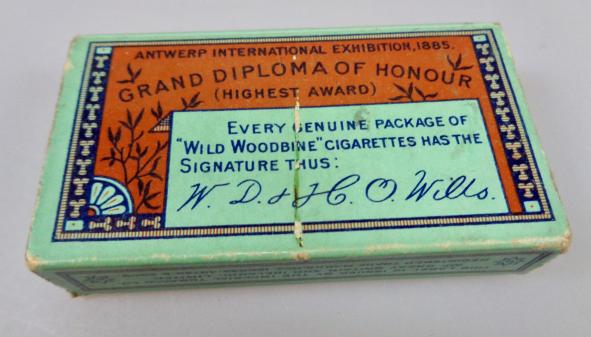 ANTWERP INTERNATIONAL EXHIBITION, 1885.
GRAND DIPLOMA OF HONOUR
(HIGHEST AWARD)
EVERY GENUINE PACKAGE OF
"WILD WOODBINE" CIGARETTES HAS THE
SIGNATURE THUS:
W. D. & H. O. Wills.